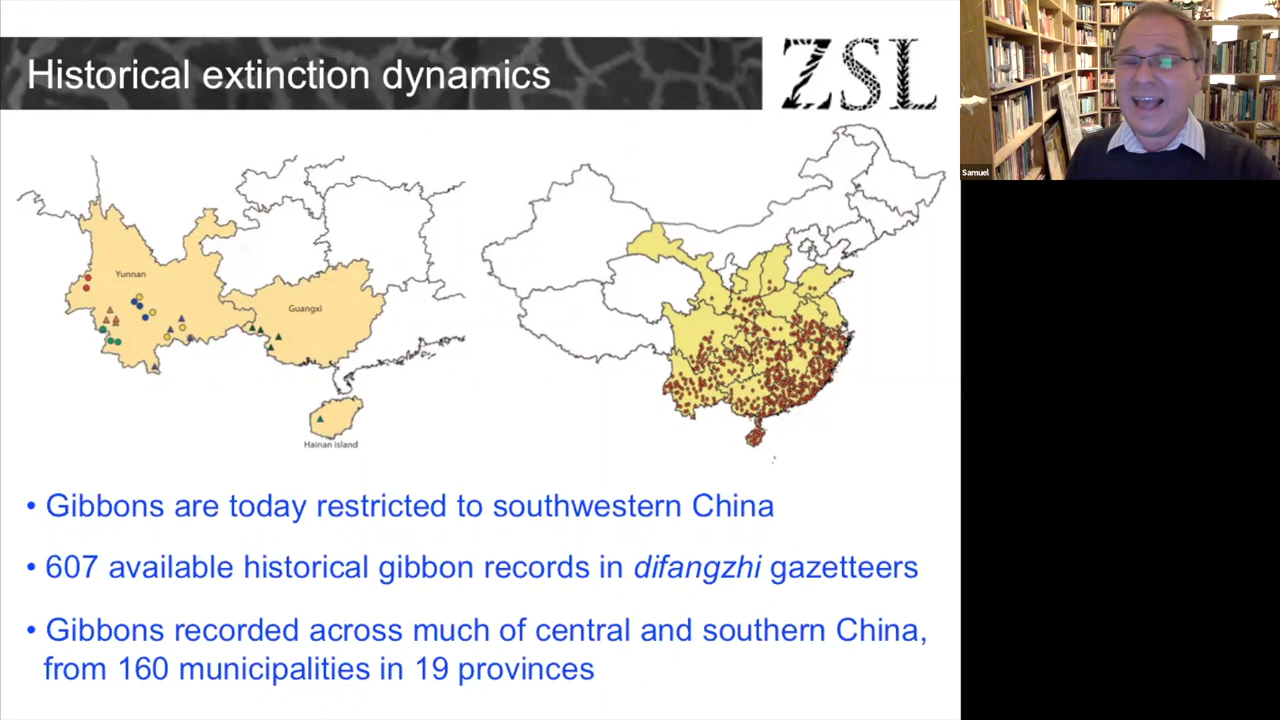 Historical extinction dynamics
ZSL
Samuel
Yunnan
Guangxi
Hainan island
• Gibbons are today restricted to southwestern China
• 607 available historical gibbon records in difangzhi gazetteers
• Gibbons recorded across much of central and southern China,
from 160 municipalities in 19 provinces